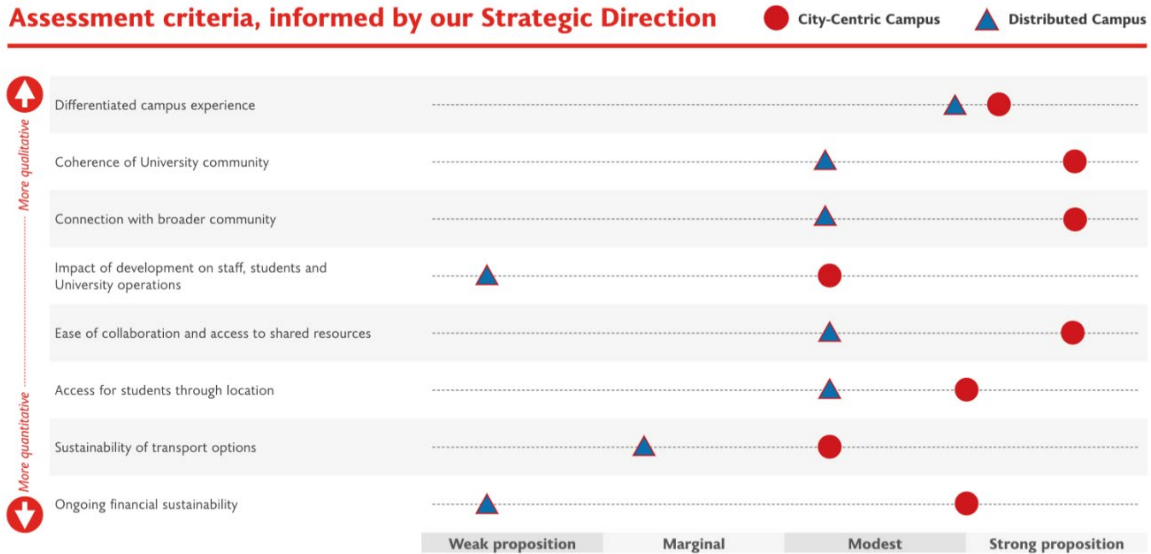 Assessment criteria, informed by our Strategic Direction
City-Centric Campus
Distributed Campus
More qualitative
More quantitative
Differentiated campus experience
Coherence of University community
Connection with broader community
Impact of development on staff, students and
University operations
Ease of collaboration and access to shared resources
Access for students through location
Sustainability of transport options
Ongoing financial sustainability
Weak proposition
Marginal
Modest
Strong proposition